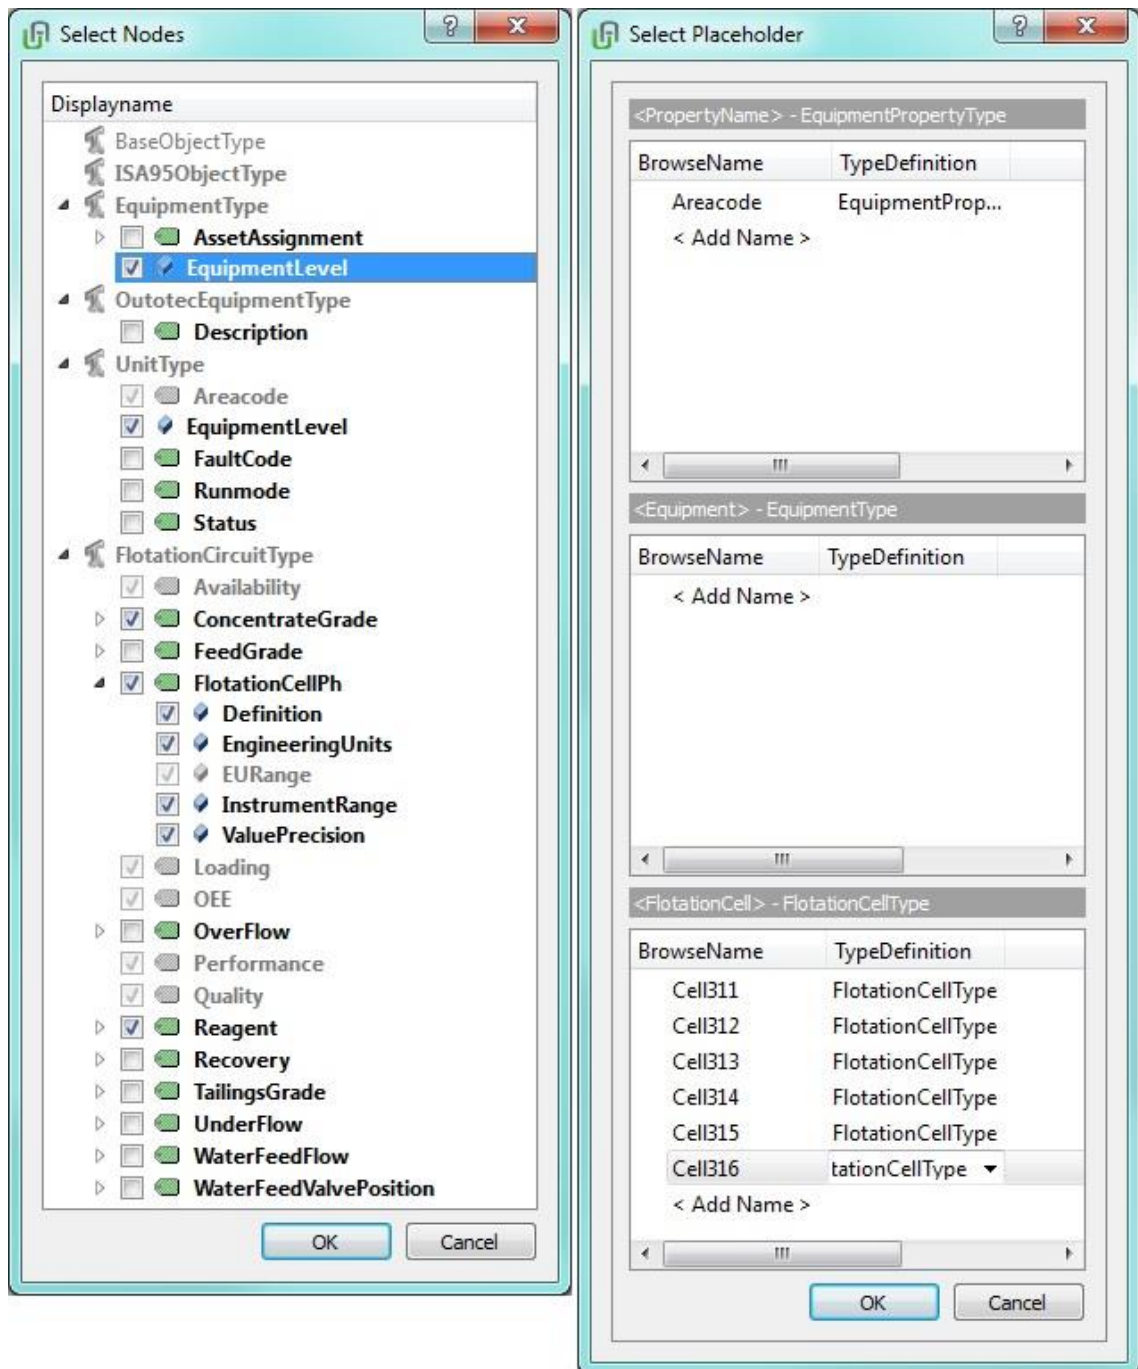 Select Nodes
Displayname
BaseObjectType
ISA95ObjectType
EquipmentType
AssetAssignment
EquipmentLevel
OutotecEquipmentType
Description
UnitType
Areacode
EquipmentLevel
FaultCode
Runmode
Status
FlotationCircuitType
Availability
ConcentrateGrade
FeedGrade
FlotationCellPh
Definition
EngineeringUnits
EURange
InstrumentRange
ValuePrecision
Loading
OEE
OverFlow
Performance
Quality
Reagent
Recovery
TailingsGrade
UnderFlow
WaterFeedFlow
WaterFeedValvePosition
OK Cancel
Select Placeholder
<PropertyName> - EquipmentPropertyType
BrowseName TypeDefinition
Areacode EquipmentProp...
< Add Name >
<Equipment> - EquipmentType
BrowseName TypeDefinition
< Add Name >
<FlotationCell> - FlotationCellType
BrowseName TypeDefinition
Cell311 FlotationCellType
Cell312 FlotationCellType
Cell313 FlotationCellType
Cell314 FlotationCellType
Cell315 FlotationCellType
Cell316 tationCellType
< Add Name >
OK Cancel